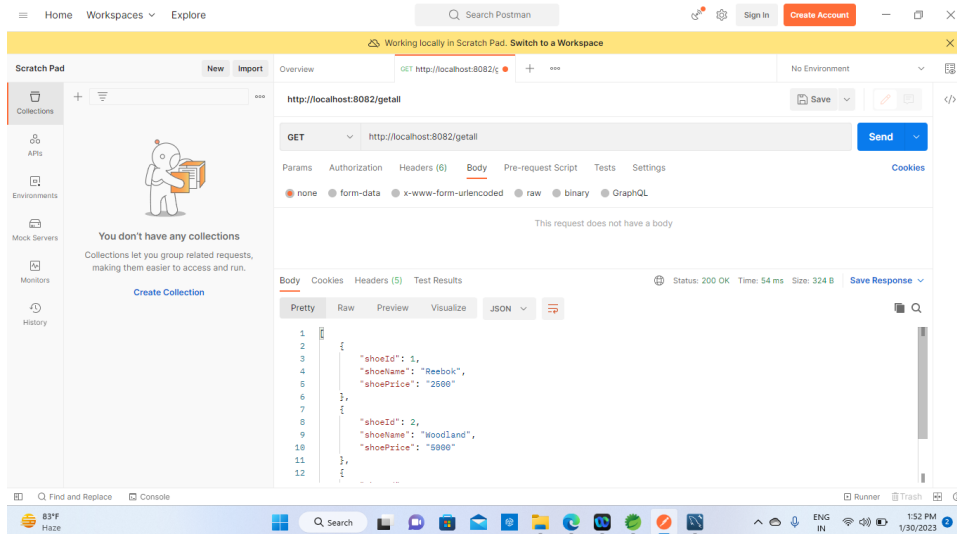 Home Workspaces Explore Search Postman Sign In Create Account
Working locally in Scratch Pad. Switch to a Workspace
Scratch Pad New Import Overview GET http://localhost:8082/g No Environment
Collections
APIs
Environments
Mock Servers
Monitors
History
You don't have any collections
Collections let you group related requests,
making them easier to access and run.
Create Collection
http://localhost:8082/getall Save
GET http://localhost:8082/getall Send
Params Authorization Headers (6) Body Pre-request Script Tests Settings Cookies
none form-data x-www-form-urlencoded raw binary GraphQL
This request does not have a body
Body Cookies Headers (5) Test Results Status: 200 OK Time: 54 ms Size: 324 B Save Response
Pretty Raw Preview Visualize JSON
1 [
2 {
3 "shoeId": 1,
4 "shoeName": "Reebok",
5 "shoePrice": "2500"
6 },
7 {
8 "shoeId": 2,
9 "shoeName": "Woodland",
10 "shoePrice": "5000"
11 },
12 {
Find and Replace Console Runner Trash
83°F
Haze
Search
ENG
IN
1:52 PM
1/30/2023
2